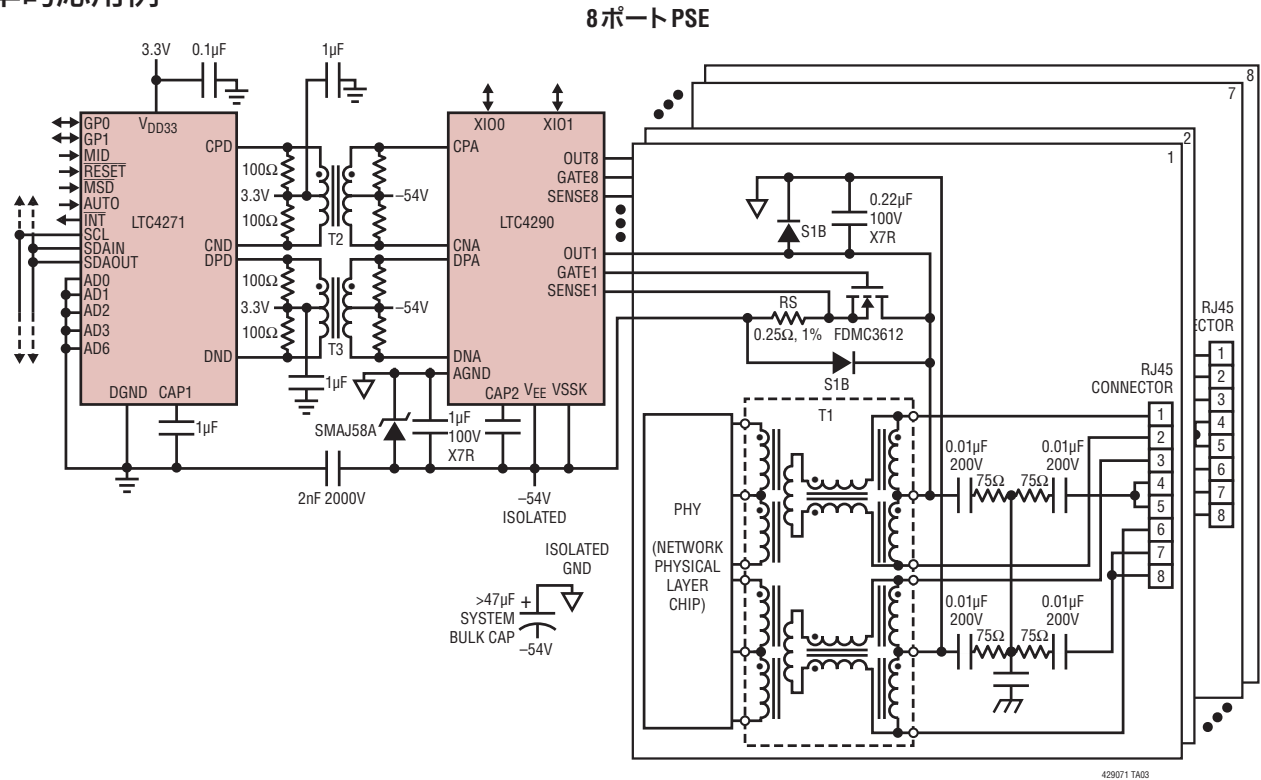 8ポートPSE
3.3V
0.1µF
1µF
8
7
2
1
GP0
GP1
MID
RESET
MSD
AUTO
INT
SCL
SDAIN
SDAOUT
AD0
AD1
AD2
AD3
AD6
VDD33
LTC4271
CPD
CND
DPD
DND
DGND
CAP1
1µF
100Ω
3.3V
100Ω
T2
–54V
100Ω
3.3V
100Ω
T3
–54V
1µF
XIO0
XIO1
CPA
LTC4290
CNA
DPA
DNA
AGND
CAP2
VEE
VSSK
OUT8
GATE8
SENSE8
OUT1
GATE1
SENSE1
SMAJ58A
1µF
100V
X7R
2nF 2000V
–54V
ISOLATED
ISOLATED
GND
>47µF
+
SYSTEM
BULK CAP
–54V
S1B
0.22µF
100V
X7R
RS
0.25Ω, 1%
FDMC3612
S1B
T1
PHY
(NETWORK
PHYSICAL
LAYER
CHIP)
0.01µF
200V
75Ω
75Ω
0.01µF
200V
0.01µF
200V
75Ω
75Ω
0.01µF
200V
RJ45
CONNECTOR
1
2
3
4
5
6
7
8
RJ45
CTOR
1
2
3
4
5
6
7
8
429071 TA03